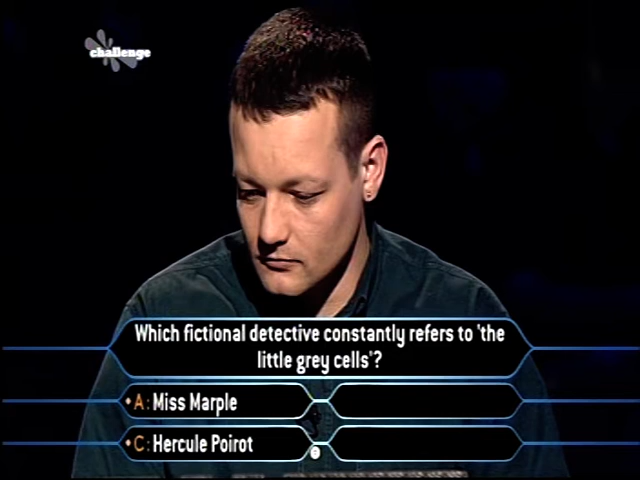 challenge
Which fictional detective constantly refers to 'the
little grey cells'?
A: Miss Marple
C: Hercule Poirot